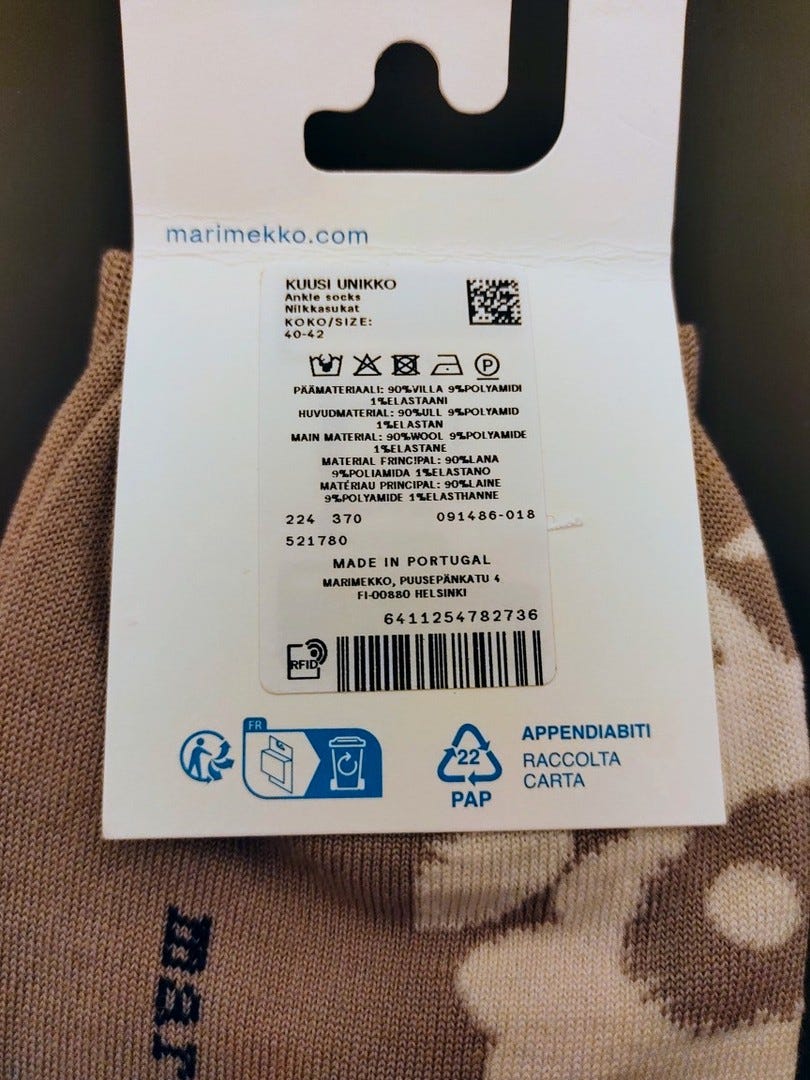 marimekko.com
KUUSI UNIKKO
Ankle socks
Nilkkasukat
KOKO/SIZE:
40-42
P
PÄÄMATERIAALI: 90%VILLA 9%POLYAMIDI
1%ELASTAANI
HUVUDMATERIAL: 90%ULL 9%POLYAMID
1%ELASTAN
MAIN MATERIAL: 90%WOOL 9%POLYAMIDE
1%ELASTANE
MATERIAL PRINCIPAL: 90%LANA
9%POLIAMIDA 1%ELASTANO
MATÉRIAU PRINCIPAL: 90%LAINE
9%POLYAMIDE 1%ELASTHANNE
224 370 091486-018
521780
MADE IN PORTUGAL
MARIMEKKO, PUUSEPÄNKATU 4
FI-00880 HELSINKI
6411254782736
RFID
FR
22
PAP
APPENDIABITI
RACCOLTA
CARTA
mar